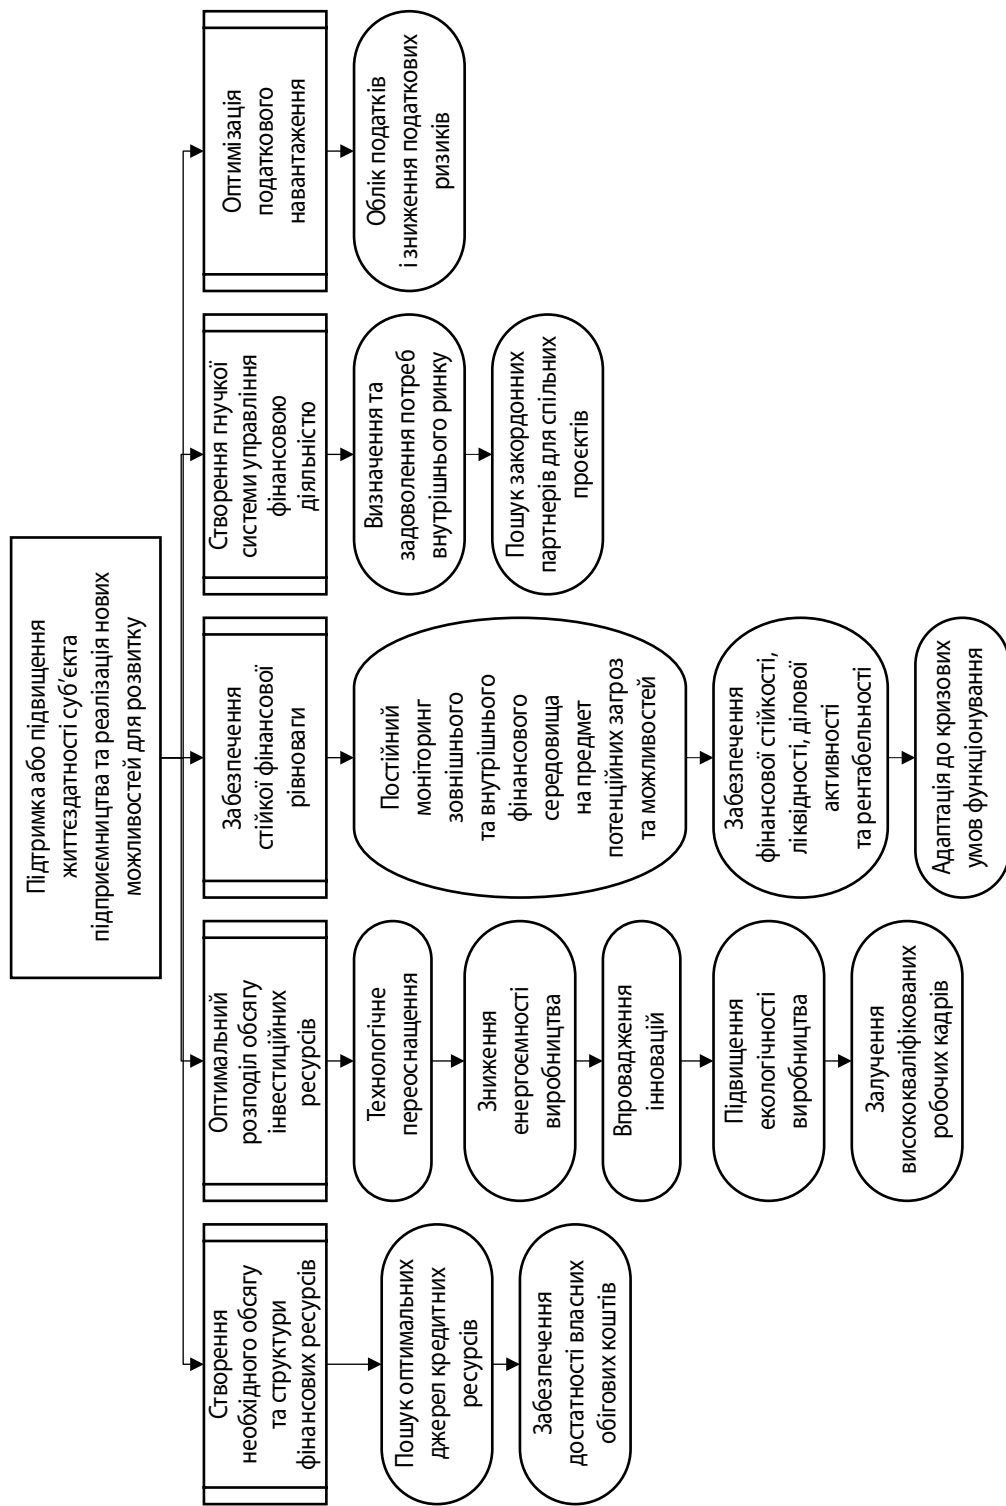 Підтримка або підвищення
життєздатності суб’єкта
підприємництва та реалізація нових
можливостей для розвитку
Створення
необхідного обсягу
та структури
фінансових ресурсів
Пошук оптимальних
джерел кредитних
ресурсів
Забезпечення
достатності власних
обігових коштів
Оптимальний
розподіл обсягу
інвестиційних
ресурсів
Технологічне
переоснащення
Зниження
енергоємності
виробництва
Впровадження
інновацій
Підвищення
екологічності
виробництва
Залучення
висококваліфікованих
робочих кадрів
Забезпечення
стійкої фінансової
рівноваги
Постійний
моніторинг
зовнішнього
та внутрішнього
фінансового
середовища
на предмет
потенційних загроз
та можливостей
Забезпечення
фінансової стійкості,
ліквідності, ділової
активності
та рентабельності
Адаптація до кризових
умов функціонування
Створення гнучкої
системи управління
фінансовою
діяльністю
Визначення та
задоволення потреб
внутрішнього ринку
Пошук закордонних
партнерів для спільних
проєктів
Оптимізація
податкового
навантаження
Облік податків
і зниження податкових
ризиків